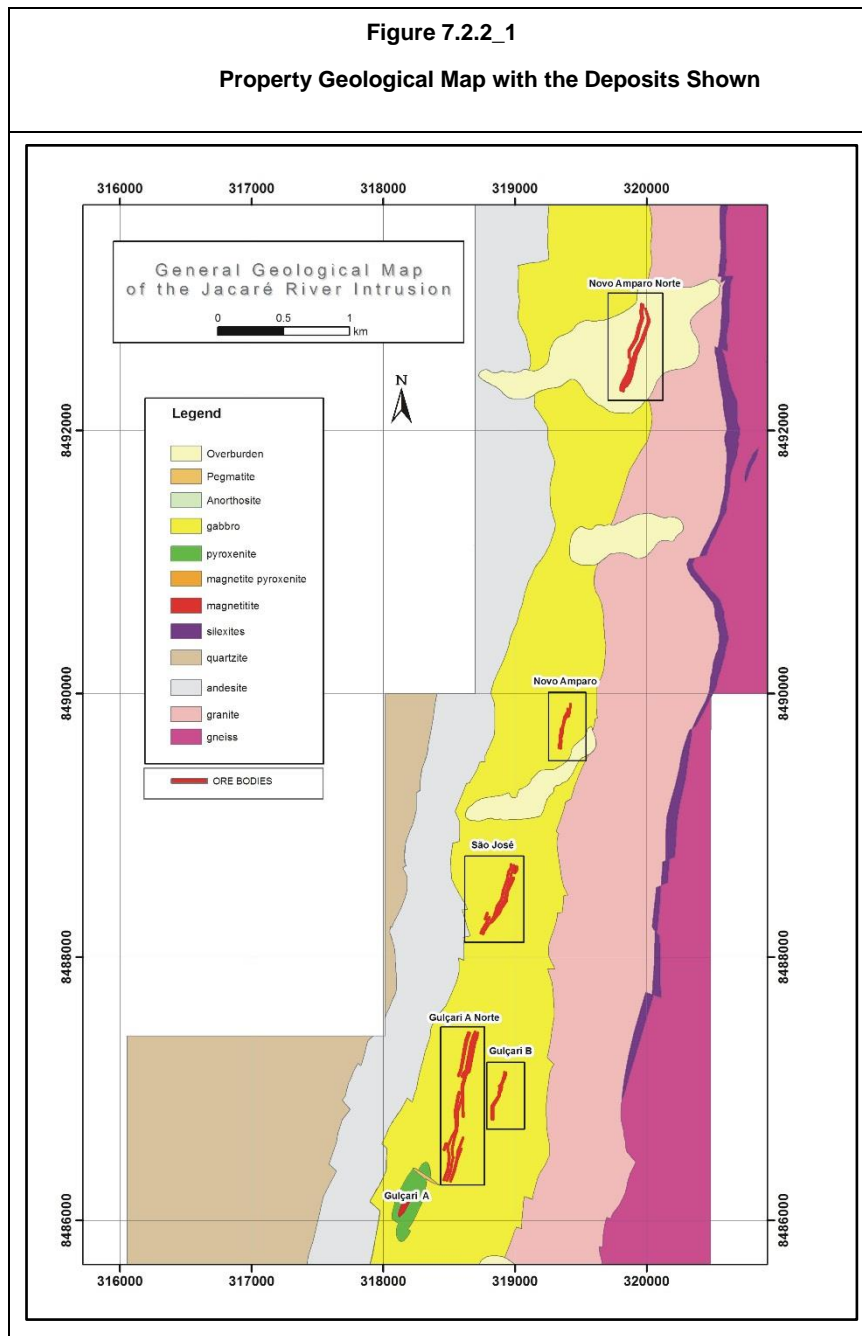 Figure 7.2.2_1
Property Geological Map with the Deposits Shown
316000 317000 318000 319000 320000
General Geological Map
of the Jacaré River Intrusion
0 0.5 1
km
N
Novo Amparo Norte
8492000 8492000
Legend
Overburden
Pegmatite
Anorthosite
gabbro
pyroxenite
magnetite pyroxenite
magnetitite
silexites
quartzite
andesite
granite
gneiss
ORE BODIES
8490000 8490000
Novo Amparo
São José
8488000 8488000
Gulçari A Norte
Gulçari B
Gulçari A
8486000 8486000
316000 317000 318000 319000 320000